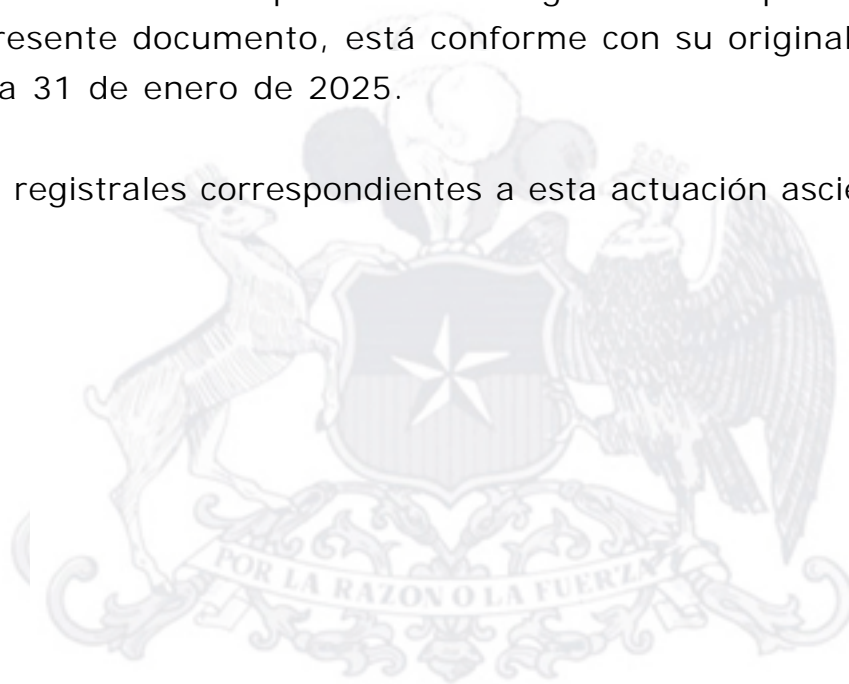 resente documento, está conforme con su original
a 31 de enero de 2025.
registrales correspondientes a esta actuación ascie
POR LA RAZON O LA FUERZA